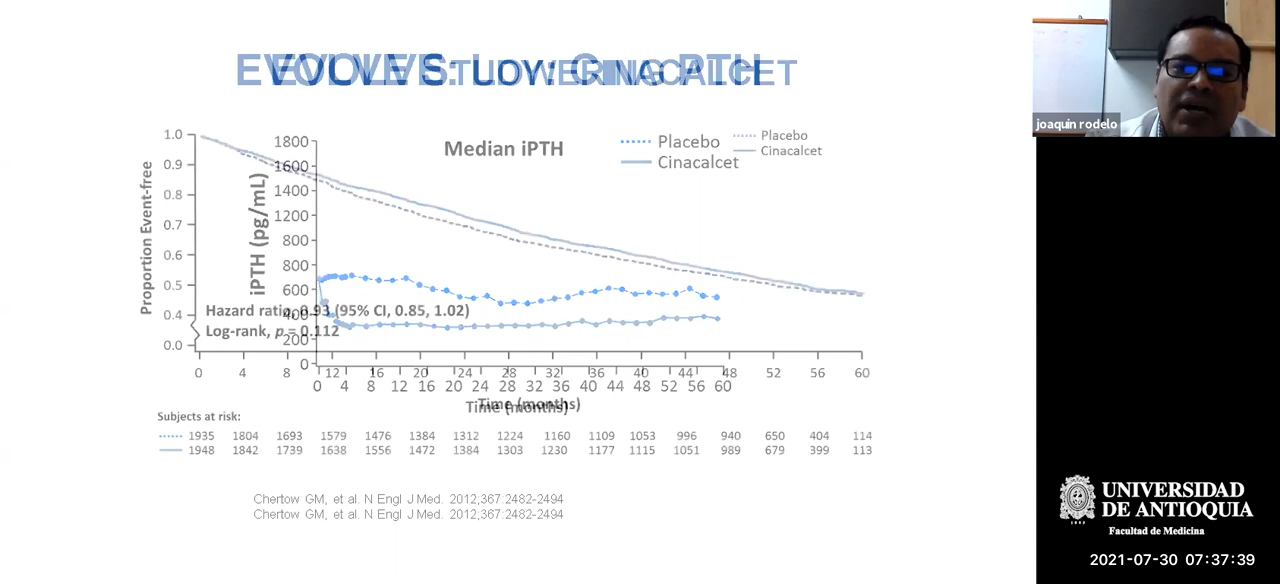 EVOLVE STUDY: CINACALCET
EVOLVE: LOWERING PTH
Median iPTH
Placebo
Cinacalcet
Placebo
Cinacalcet
Proportion Event-free
1.0
0.9
0.8
0.7
0.6
0.5
0.4
0.0
iPTH (pg/mL)
1800
1600
1400
1200
800
800
600
400
200
0
Hazard ratio, 0.93 (95% CI, 0.85, 1.02)
Log-rank, p = 0.112
0 4 8 12 16 20 24 28 32 36 40 44 48 52 56 60
0 4 8 12 16 20 24 28 32 36 40 44 48 52 56 60
Time (months)
Time (months)
Subjects at risk:
1935 1804 1693 1579 1476 1384 1312 1224 1160 1109 1053 996 940 650 404 114
1948 1842 1739 1638 1556 1472 1384 1303 1230 1177 1115 1051 989 679 399 113
Chertow GM, et al. N Engl J Med. 2012;367:2482-2494
Chertow GM, et al. N Engl J Med. 2012;367:2482-2494
joaquin rodelo
UNIVERSIDAD
DE ANTIOQUIA
1803
Facultad de Medicina
2021-07-30 07:37:39